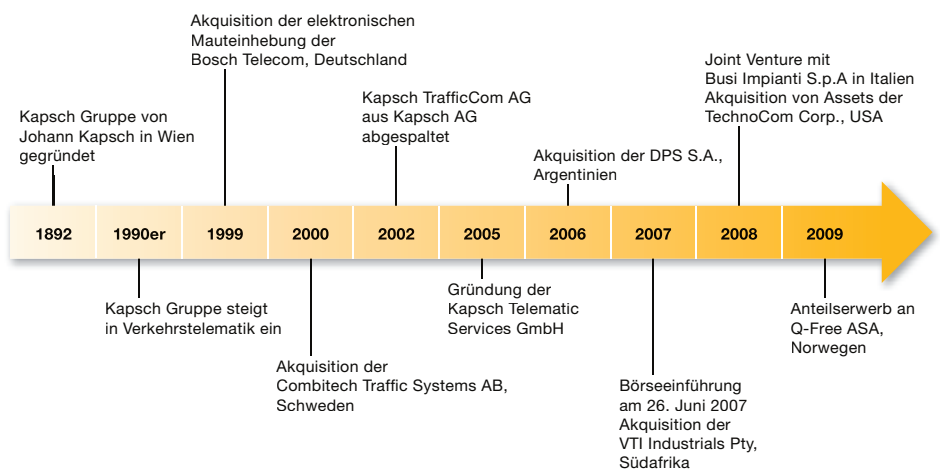 Akquisition der elektronischen
Mauteinhebung der
Bosch Telecom, Deutschland
Joint Venture mit
Busi Impianti S.p.A in Italien
Akquisition von Assets der
TechnoCom Corp., USA
Kapsch TrafficCom AG
aus Kapsch AG
abgespaltet
Kapsch Gruppe von
Johann Kapsch in Wien
gegründet
Akquisition der DPS S.A.,
Argentinien
1892 1990er 1999 2000 2002 2005 2006 2007 2008 2009
Kapsch Gruppe steigt
in Verkehrstelematik ein
Gründung der
Kapsch Telematic
Services GmbH
Anteilserwerb an
Q-Free ASA,
Norwegen
Akquisition der
Combitech Traffic Systems AB,
Schweden
Börseeinführung
am 26. Juni 2007
Akquisition der
VTI Industrials Pty,
Südafrika